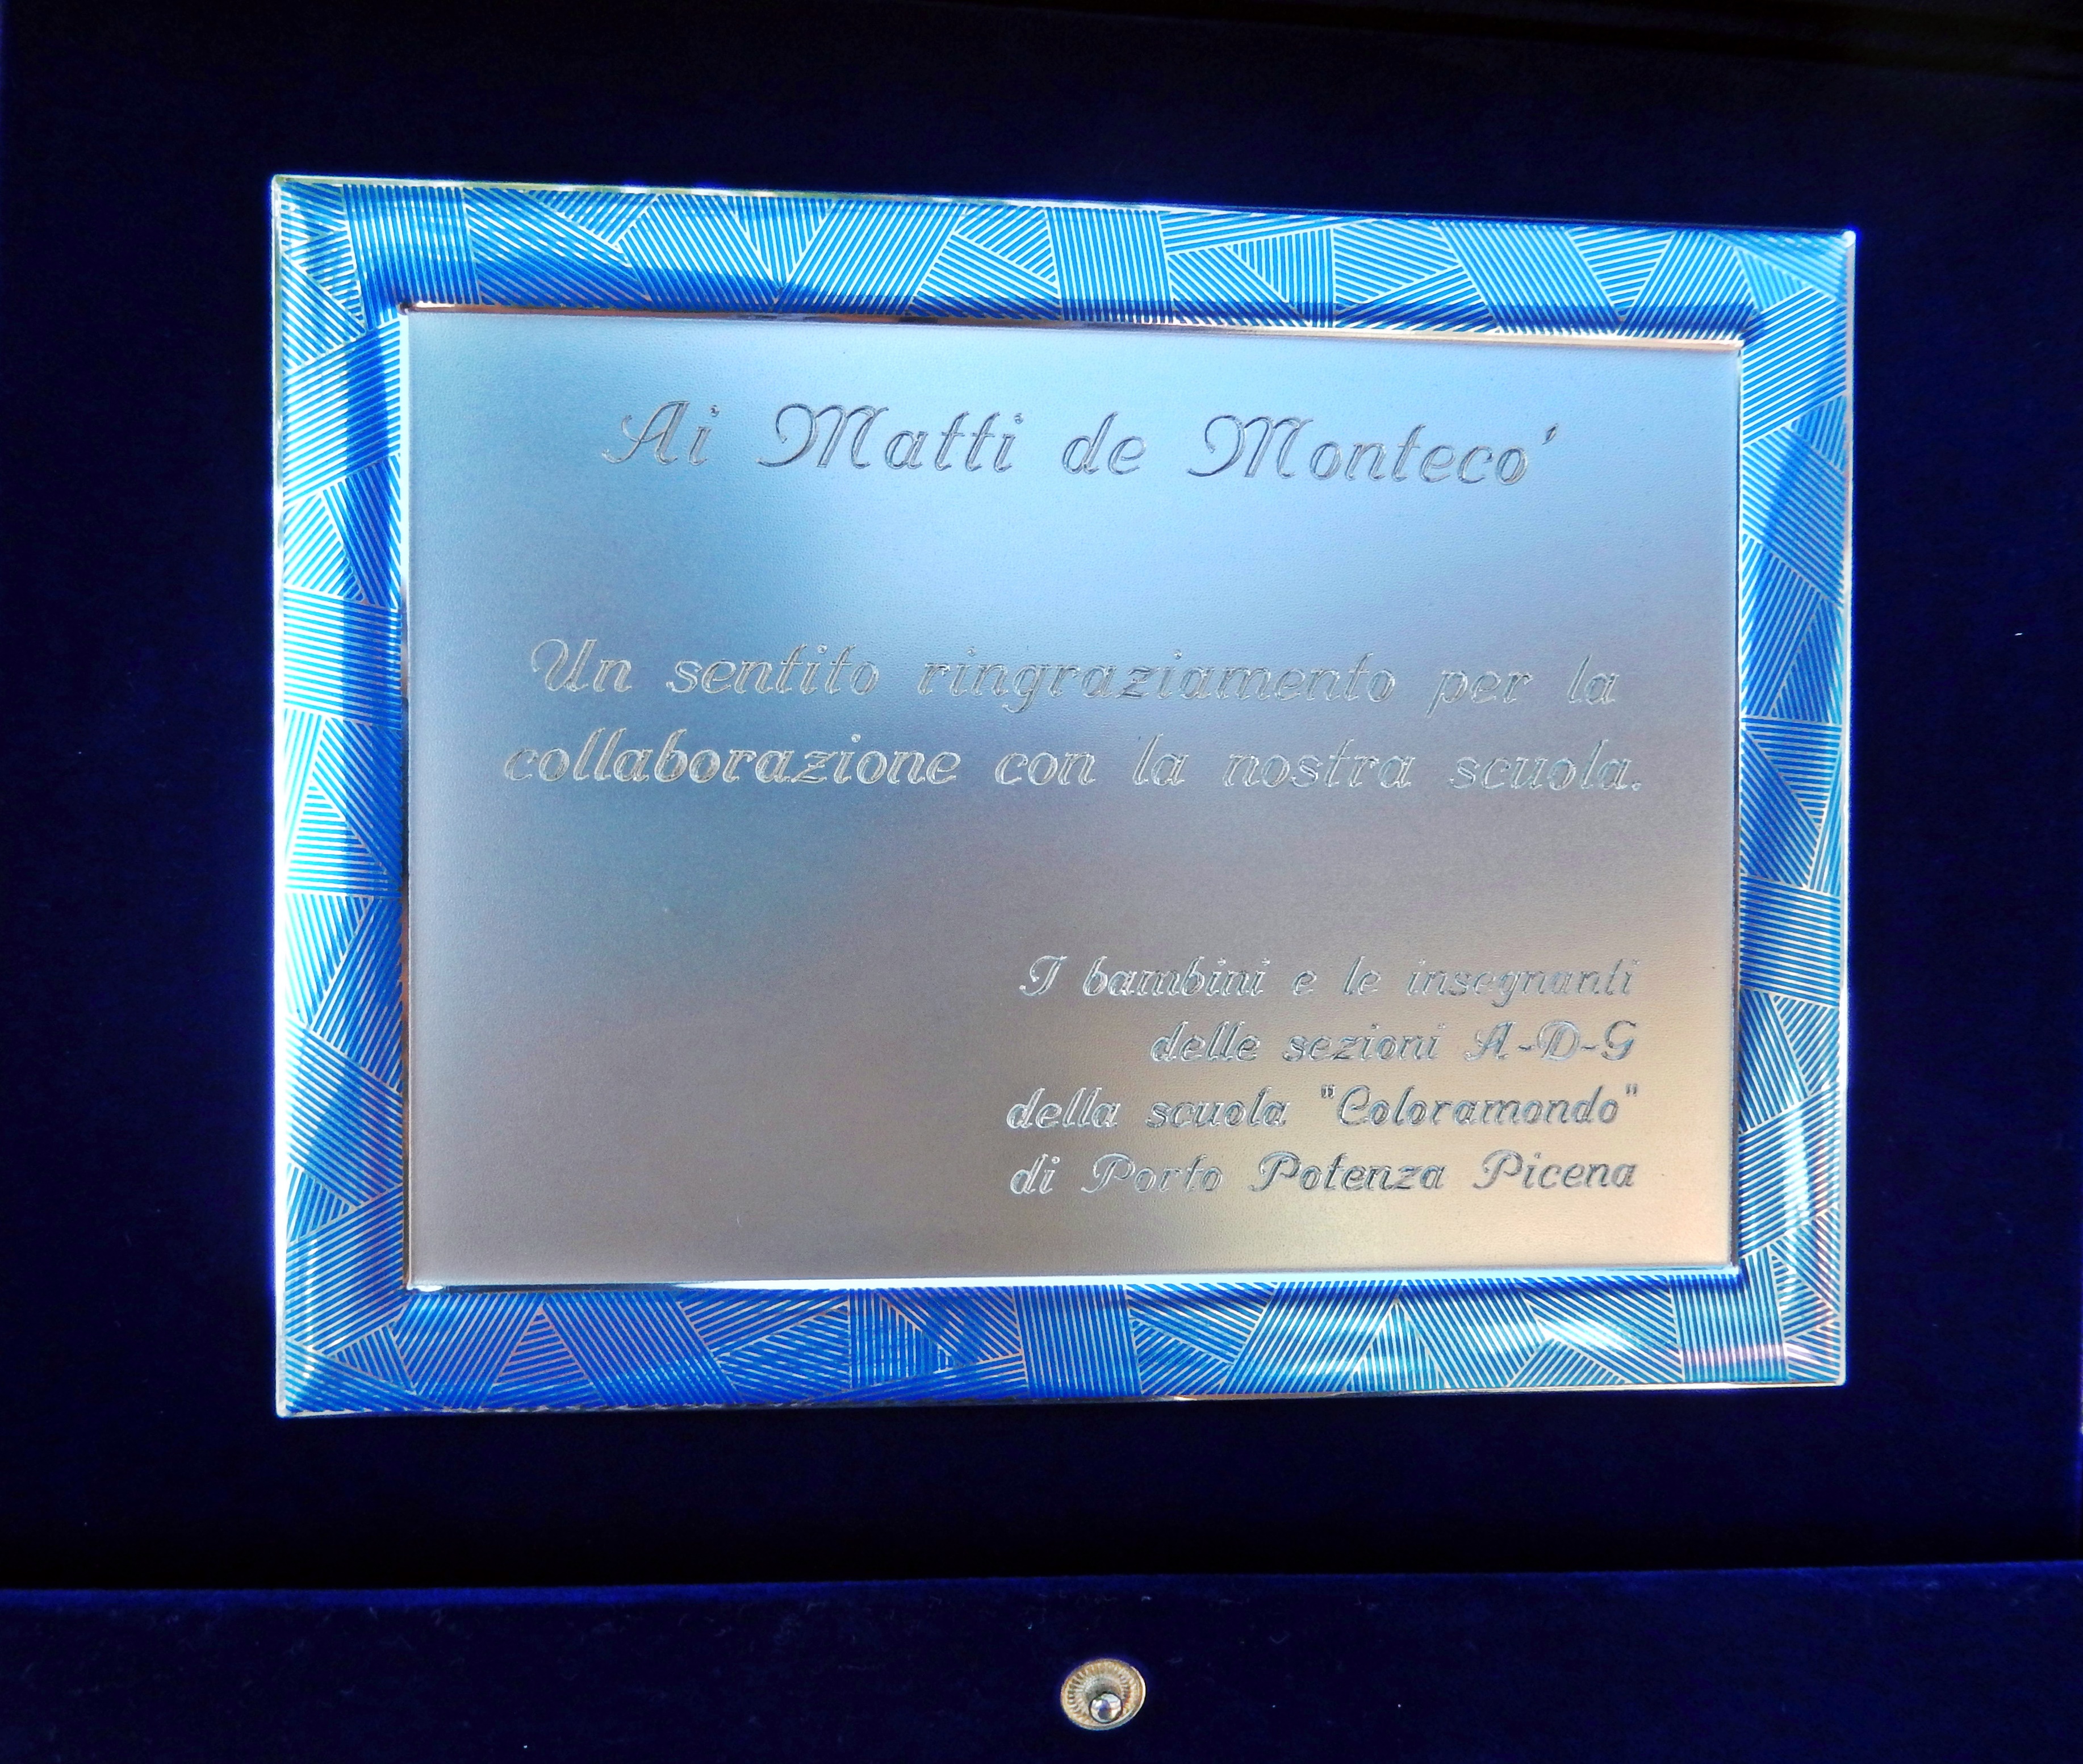 Ai Matti de Monteco'
Un sentito ringraziamento per la
collaborazione con la nostra scuola.
I bambini e le insegnanti
delle sezioni A-D-G
della scuola "Coloramondo"
di Porto Potenza Picena